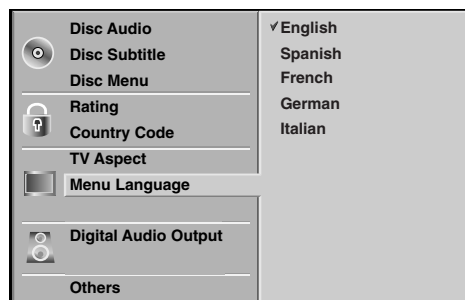 Disc Audio
Disc Subtitle
Disc Menu
Rating
Country Code
TV Aspect
Menu Language
Digital Audio Output
Others
✓English
Spanish
French
German
Italian